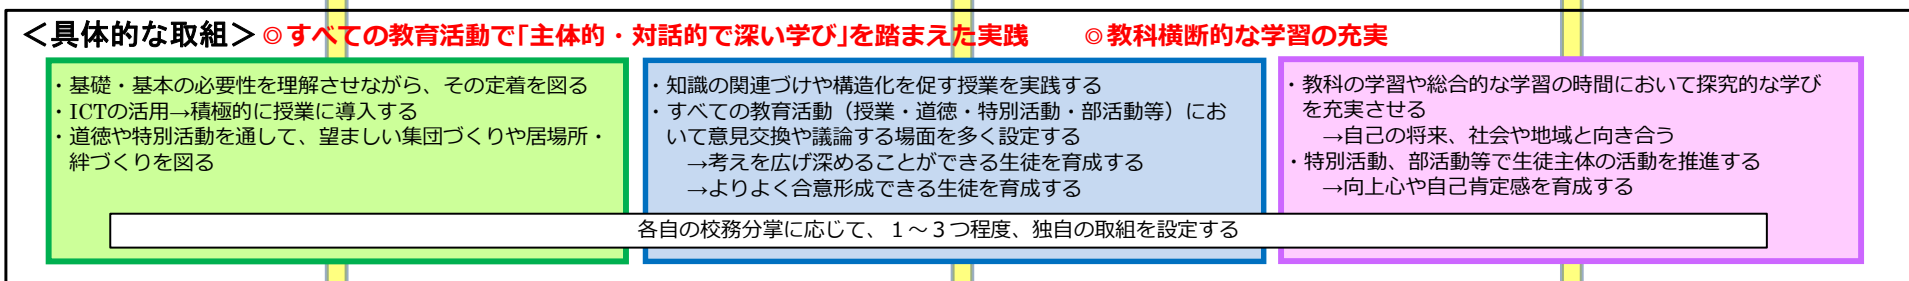 ＜具体的な取組＞◎すべての教育活動で「主体的・対話的で深い学び」を踏まえた実践　　◎教科横断的な学習の充実
・基礎・基本の必要性を理解させながら、その定着を図る
・ICTの活用→積極的に授業に導入する
・道徳や特別活動を通して、望ましい集団づくりや居場所・
絆づくりを図る
・知識の関連づけや構造化を促す授業を実践する
・すべての教育活動（授業・道徳・特別活動・部活動等）にお
いて意見交換や議論する場面を多く設定する
→考えを広げ深めることができる生徒を育成する
→よりよく合意形成できる生徒を育成する
・教科の学習や総合的な学習の時間において探究的な学び
を充実させる
→自己の将来、社会や地域と向き合う
・特別活動、部活動等で生徒主体の活動を推進する
→向上心や自己肯定感を育成する
各自の校務分掌に応じて、１～３つ程度、独自の取組を設定する